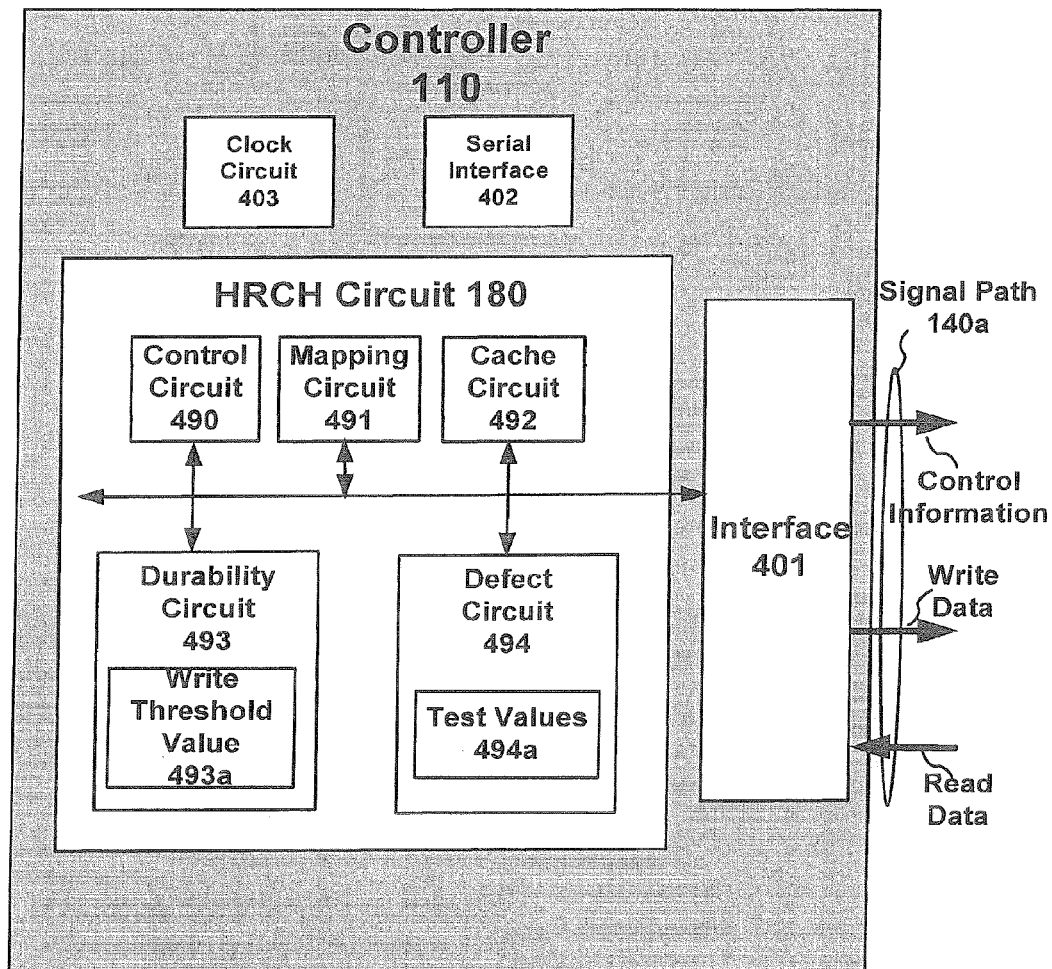 Controller
110
Clock
Circuit
403
Serial
Interface
402
HRCH Circuit 180
Control
Circuit
490
Mapping
Circuit
491
Cache
Circuit
492
Durability
Circuit
493
Write
Threshold
Value
493a
Defect
Circuit
494
Test Values
494a
Interface
401
Signal Path
140a
Control
Information
Write
Data
Read
Data